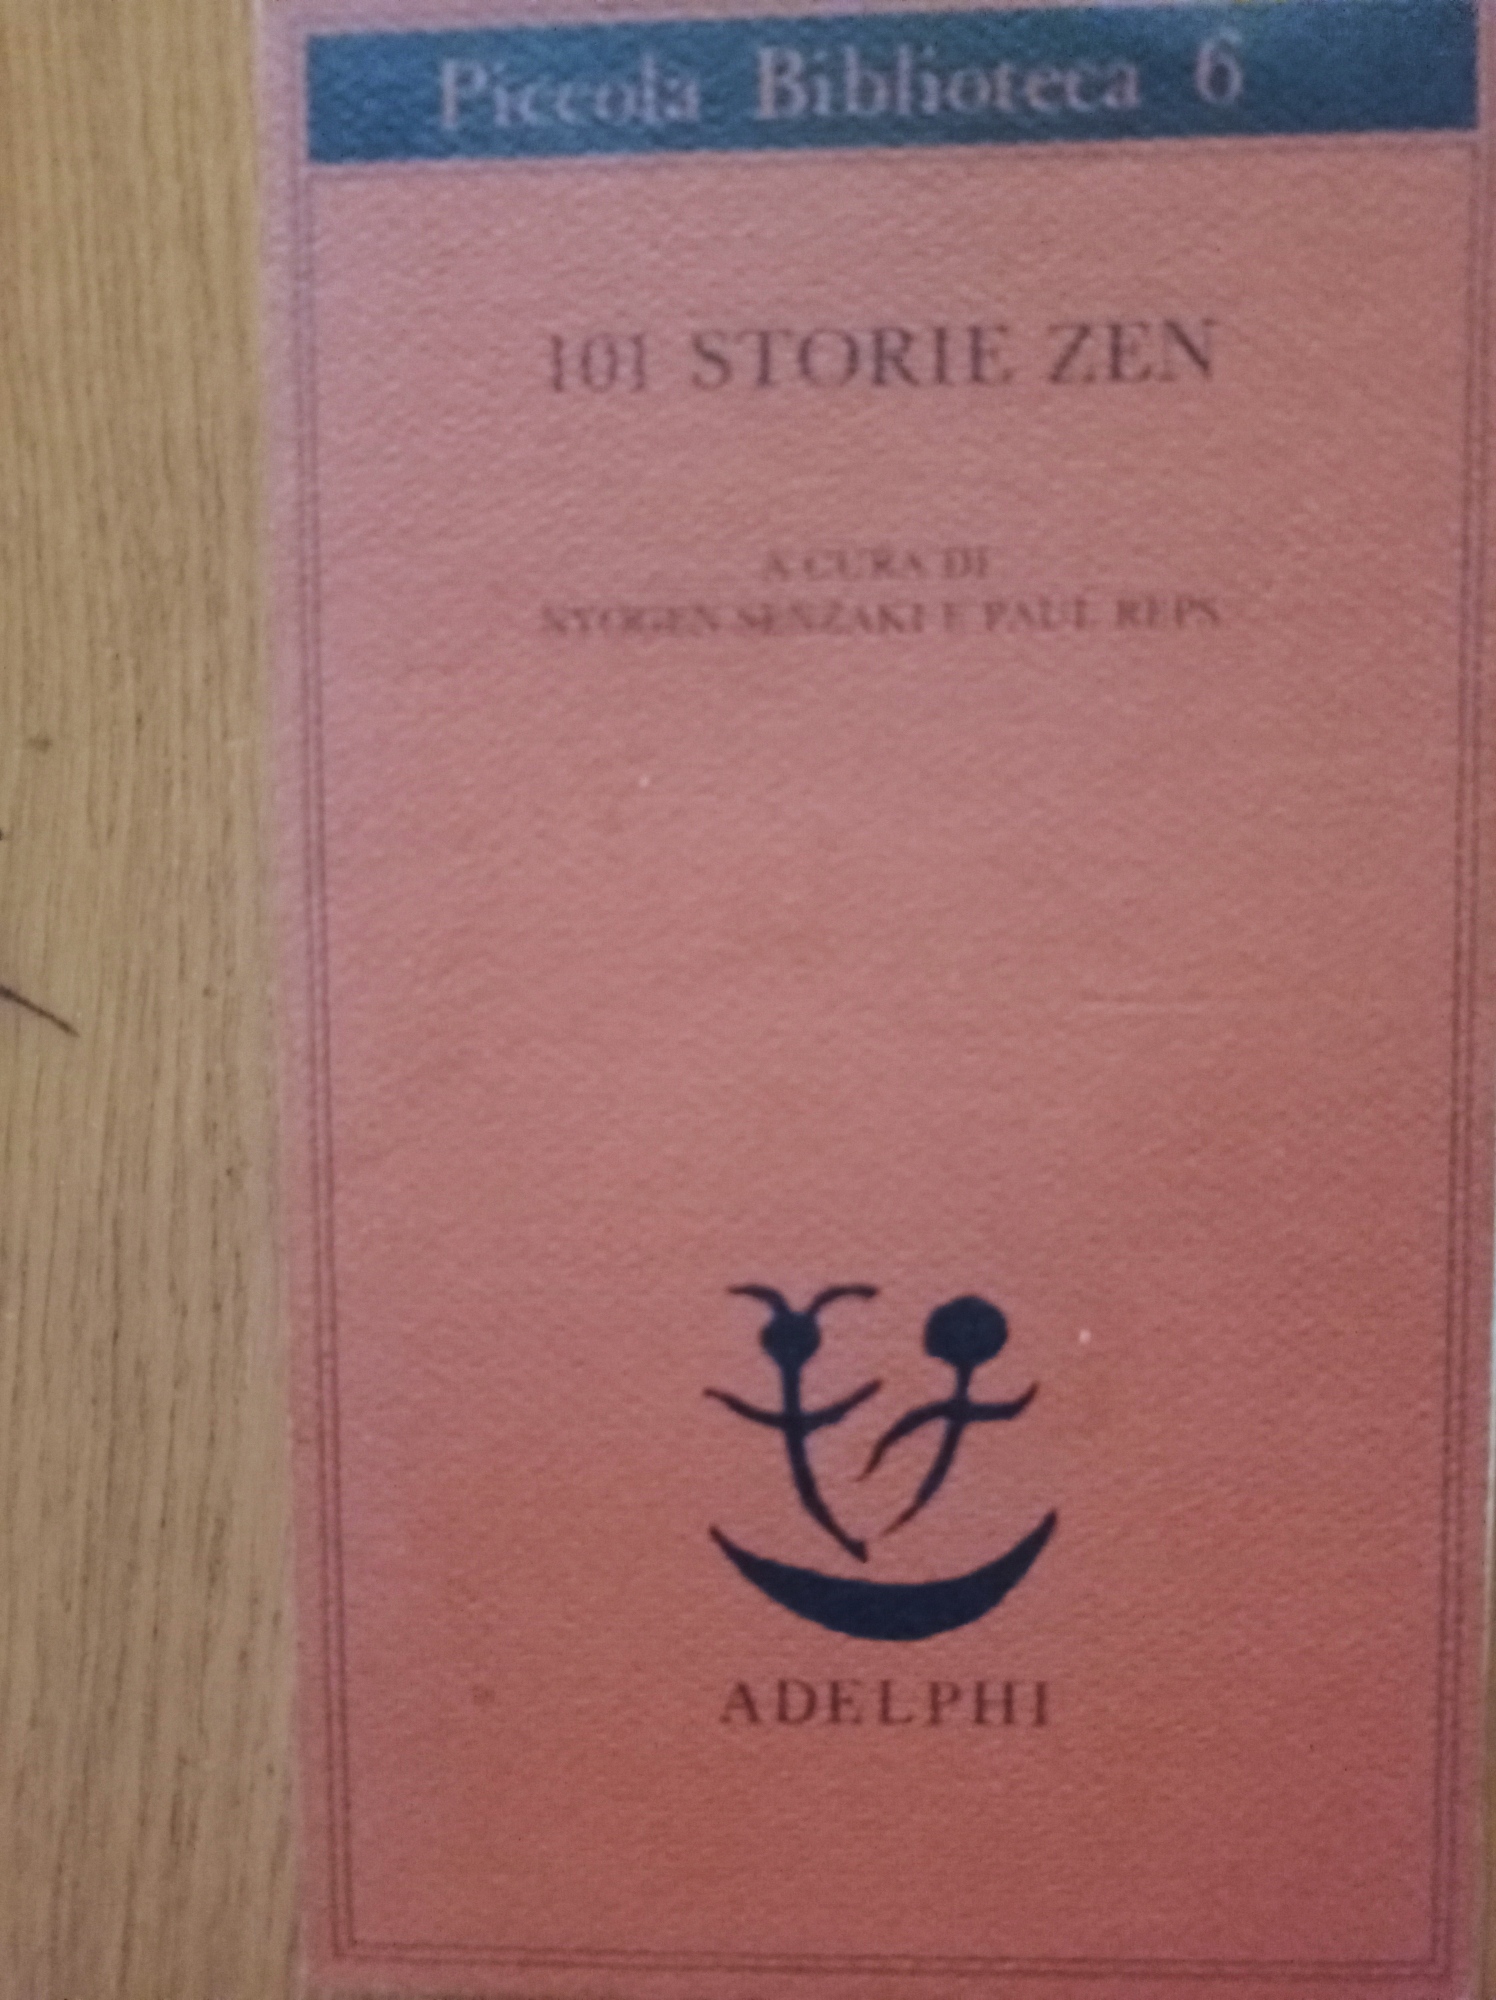 Piccola Biblioteca 6
101 STORIE ZEN
A CURA DI
NYOGEN SENZAKI E PAUL REPS
ADELPHI